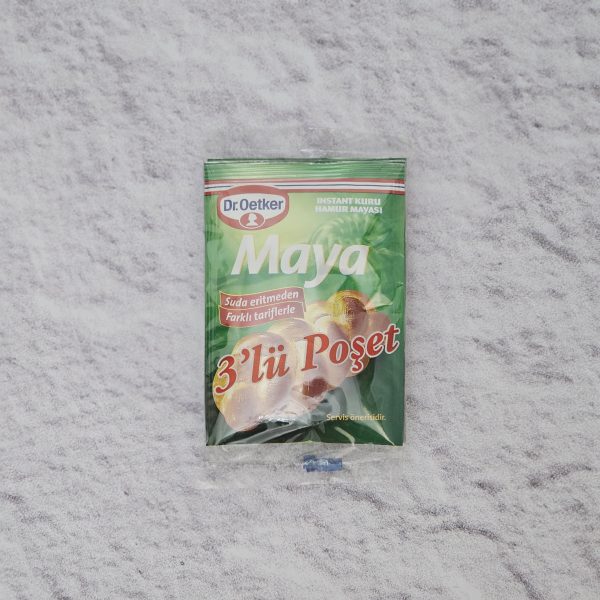 Dr.Oetker
INSTANT KURU
HAMUR MAYASI
Maya
Suda eritmeden
Farklı tariflerle
3'lü Poşet
Servis önerisidir.